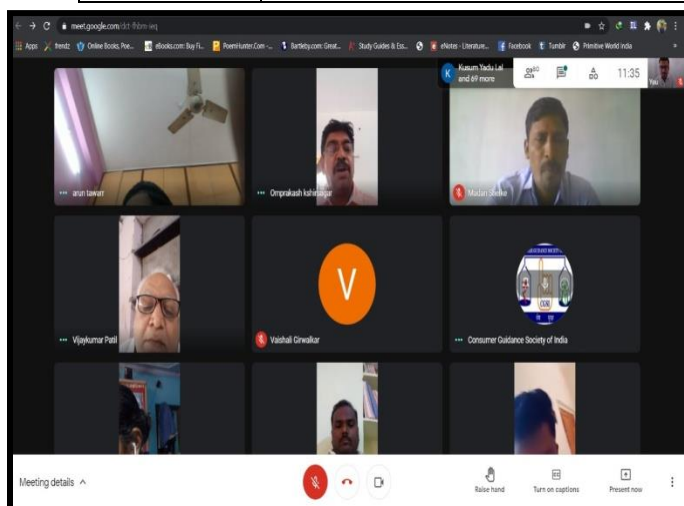 meet.google.com/dct-fhbm-ieq
Apps
hendz
Online Books, Poe...
eBooks.com: Buy Fi...
PoemHunter.Com -...
Bartleby.com: Great...
Study Guides & Ess...
eNotes - Literature...
Facebook
Tumblr
Primitive World India
K
Kusum Yadu Lal
and 69 more
80
11:35
You
arun tawarr
Omprakash kshirsagar
Madan Shelke
Vijaykumar Patil
V
Vaishali Girwalkar
CGSI
Consumer Guidance Society of India
Meeting details
Raise hand
Turn on captions
Present now